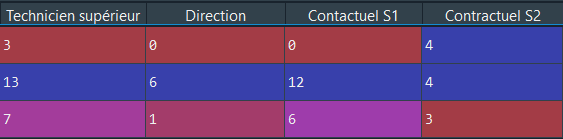 Technicien supérieur Direction Contactuel S1 Contractuel S2
3 0 0 4
13 6 12 4
7 1 6 3